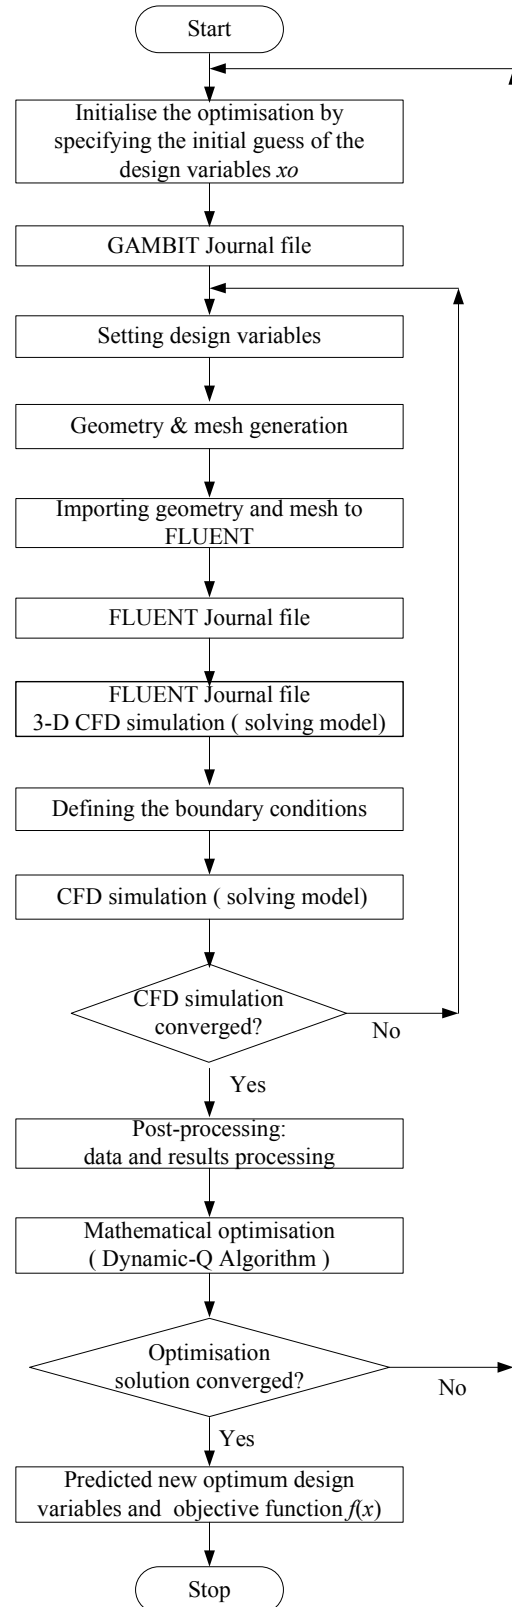 Start
Initialise the optimisation by
specifying the initial guess of the
design variables xo
GAMBIT Journal file
Setting design variables
Geometry & mesh generation
Importing geometry and mesh to
FLUENT
FLUENT Journal file
FLUENT Journal file
3-D CFD simulation ( solving model)
Defining the boundary conditions
CFD simulation ( solving model)
CFD simulation
converged?
No
Yes
Post-processing:
data and results processing
Mathematical optimisation
( Dynamic-Q Algorithm )
Optimisation
solution converged?
No
Yes
Predicted new optimum design
variables and objective function f(x)
Stop